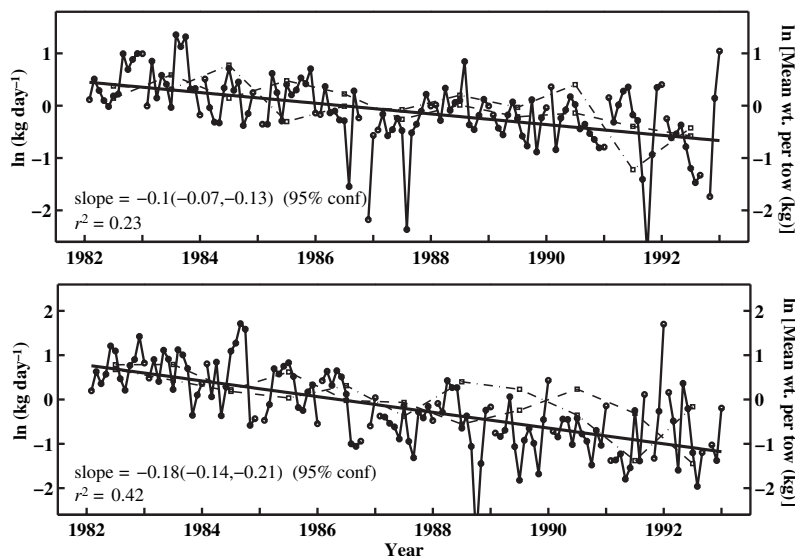 ln (kg day⁻¹)
1
0
−1
−2
1
0
−1
−2
ln [Mean wt. per tow (kg)]
slope = −0.1(−0.07,−0.13) (95% conf)
r² = 0.23
1982 1984 1986 1988 1990 1992
ln (kg day⁻¹)
2
1
0
−1
−2
2
1
0
−1
−2
ln [Mean wt. per tow (kg)]
slope = −0.18(−0.14,−0.21) (95% conf)
r² = 0.42
1982 1984 1986 1988 1990 1992
Year